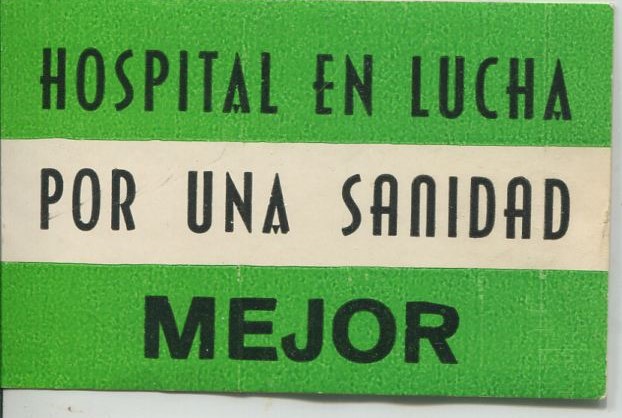 HOSPITAL EN LUCHA
POR UNA SANIDAD
MEJOR